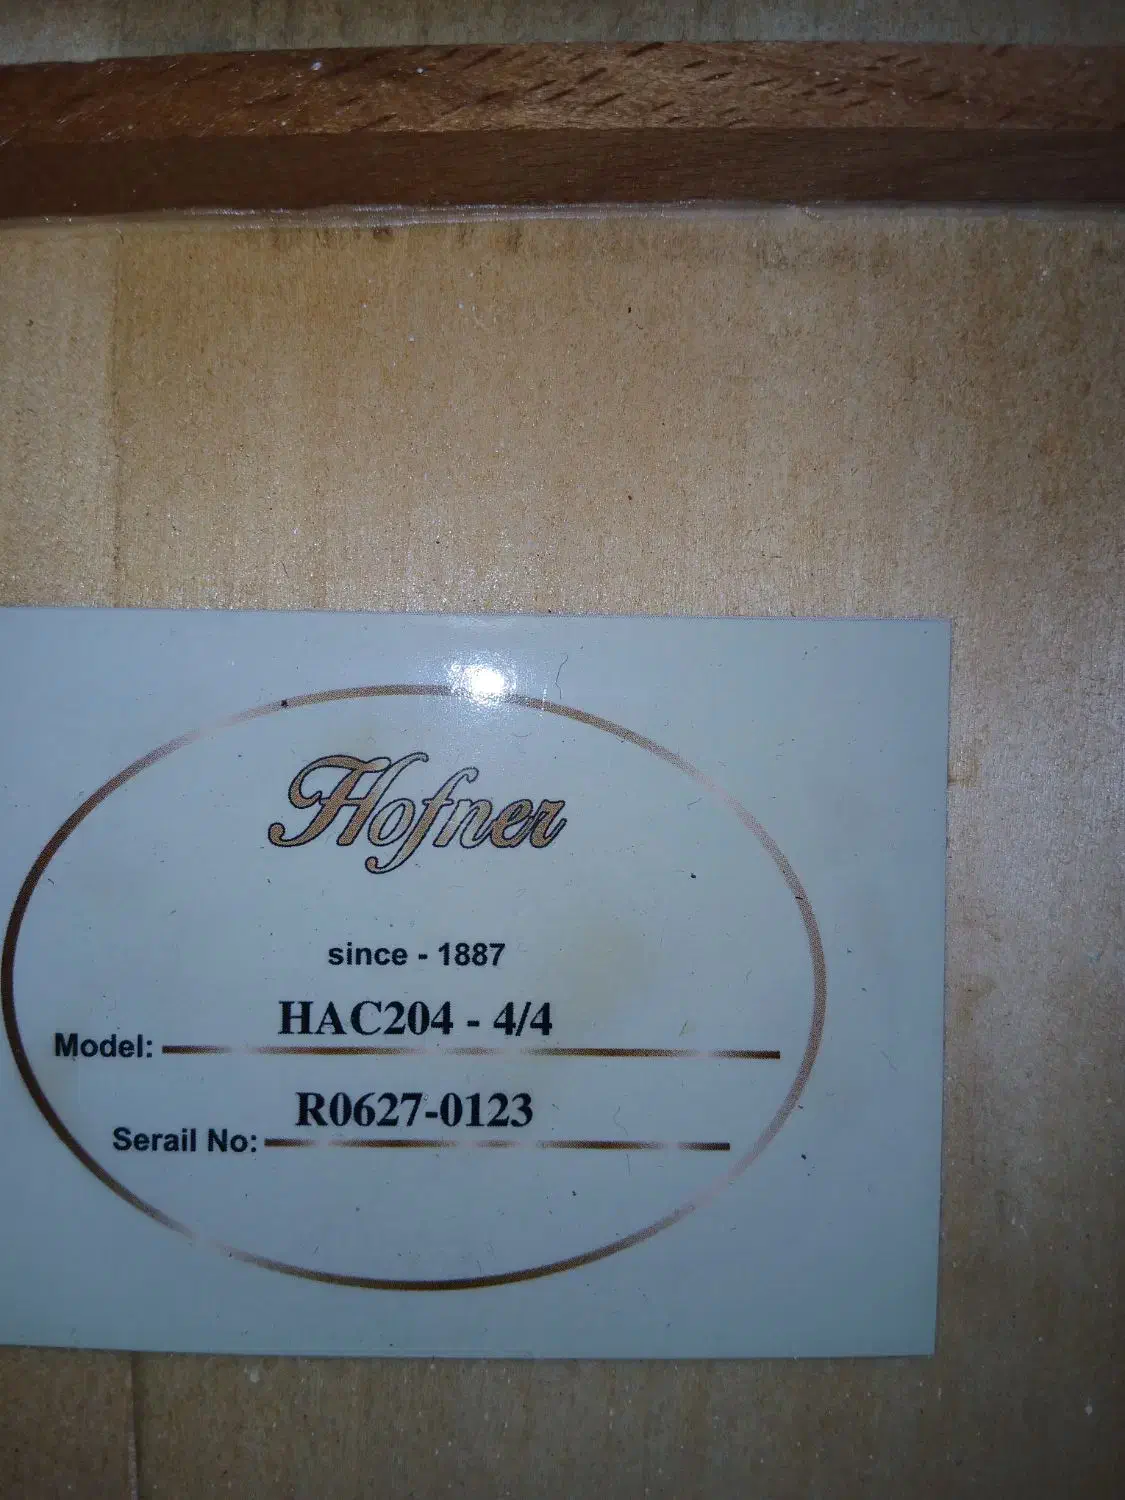 Hofner
since - 1887
Model: HAC204 - 4/4
Serail No: R0627-0123